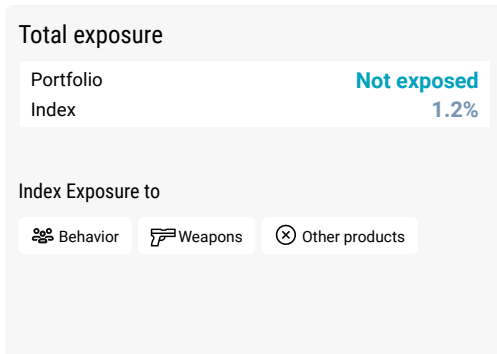 Total exposure
Portfolio Not exposed
Index 1.2%
Index Exposure to
Behavior Weapons Other products